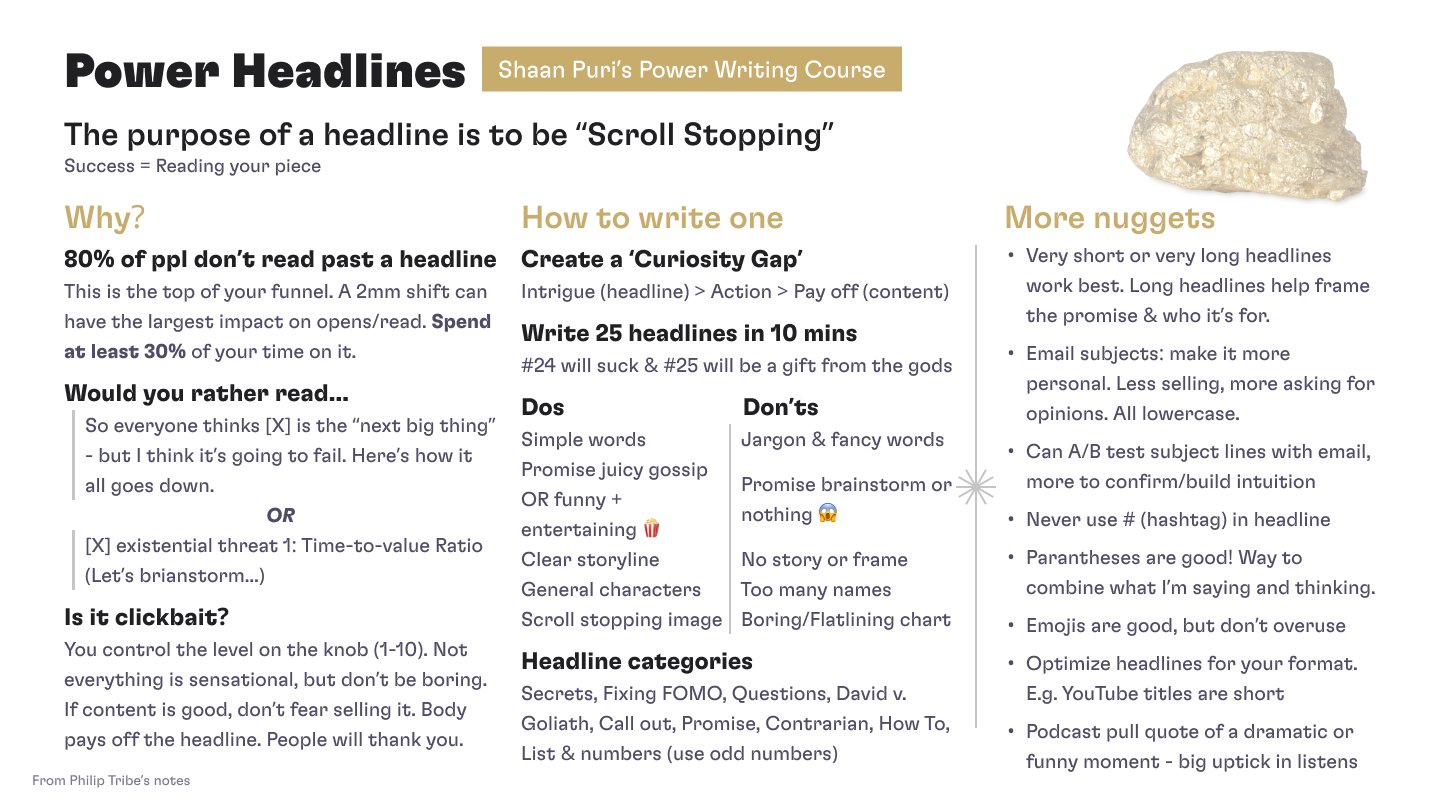 Power Headlines
Shaan Puri's Power Writing Course
The purpose of a headline is to be “Scroll Stopping”
Success = Reading your piece
Why?
80% of ppl don't read past a headline
This is the top of your funnel. A 2mm shift can
have the largest impact on opens/read. Spend
at least 30% of your time on it.
Would you rather read...
So everyone thinks [X] is the “next big thing”
- but I think it's going to fail. Here's how it
all goes down.
OR
[X] existential threat 1: Time-to-value Ratio
(Let's brianstorm...)
Is it clickbait?
You control the level on the knob (1-10). Not
everything is sensational, but don't be boring.
If content is good, don't fear selling it. Body
pays off the headline. People will thank you.
How to write one
Create a ‘Curiosity Gap’
Intrigue (headline) > Action > Pay off (content)
Write 25 headlines in 10 mins
#24 will suck & #25 will be a gift from the gods
Dos
Simple words
Promise juicy gossip
OR funny +
entertaining 🍿
Clear storyline
General characters
Scroll stopping image
Don'ts
Jargon & fancy words
Promise brainstorm or
nothing 😱
No story or frame
Too many names
Boring/Flatlining chart
Headline categories
Secrets, Fixing FOMO, Questions, David v.
Goliath, Call out, Promise, Contrarian, How To,
List & numbers (use odd numbers)
More nuggets
• Very short or very long headlines
work best. Long headlines help frame
the promise & who it's for.
• Email subjects: make it more
personal. Less selling, more asking for
opinions. All lowercase.
• Can A/B test subject lines with email,
more to confirm/build intuition
• Never use # (hashtag) in headline
• Parantheses are good! Way to
combine what I'm saying and thinking.
• Emojis are good, but don't overuse
• Optimize headlines for your format.
E.g. YouTube titles are short
• Podcast pull quote of a dramatic or
funny moment - big uptick in listens
From Philip Tribe's notes